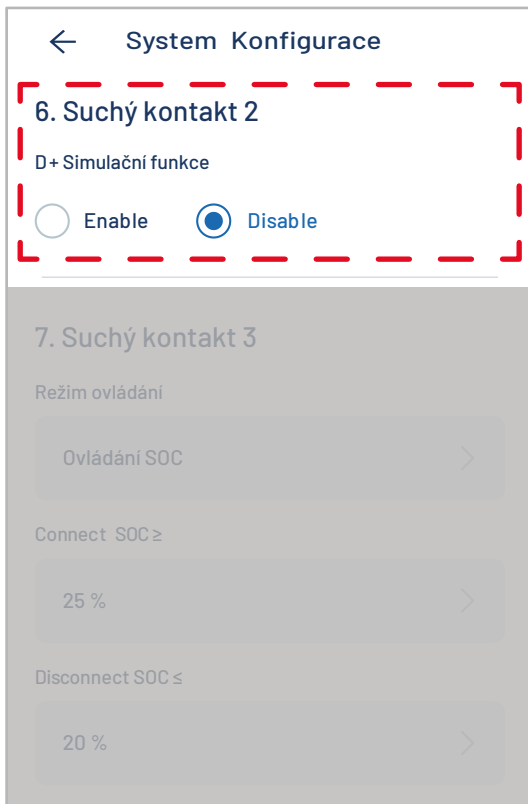 System Konfigurace
6. Suchý kontakt 2
D+ Simulační funkce
Enable Disable
7. Suchý kontakt 3
Režim ovládání
Ovládání SOC
Connect SOC ≥
25 %
Disconnect SOC ≤
20 %